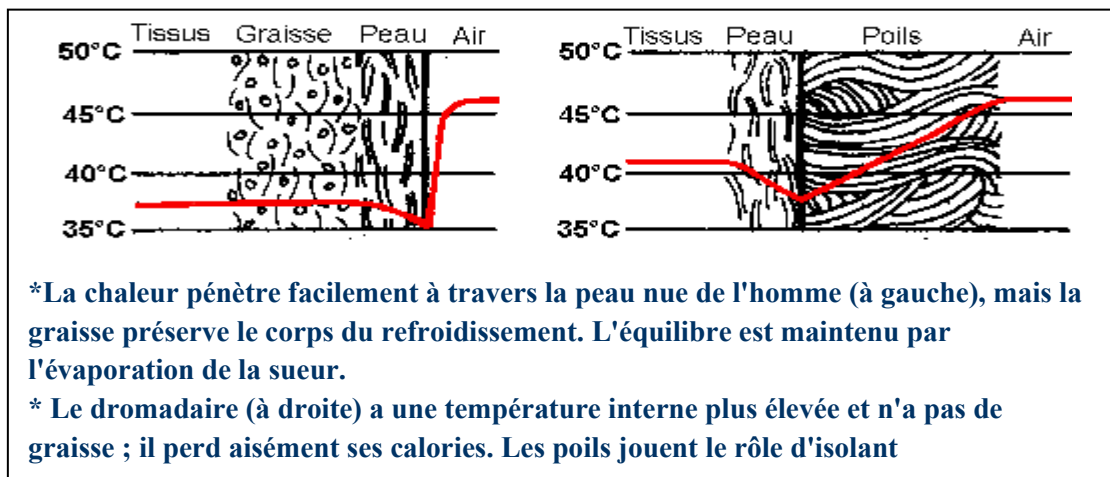 Tissus Graisse Peau Air
50°C
45°C
40°C
35°C
Tissus Peau Poils Air
50°C
45°C
40°C
35°C
*La chaleur pénètre facilement à travers la peau nue de l'homme (à gauche), mais la
graisse préserve le corps du refroidissement. L'équilibre est maintenu par
l'évaporation de la sueur.
* Le dromadaire (à droite) a une température interne plus élevée et n'a pas de
graisse ; il perd aisément ses calories. Les poils jouent le rôle d'isolant